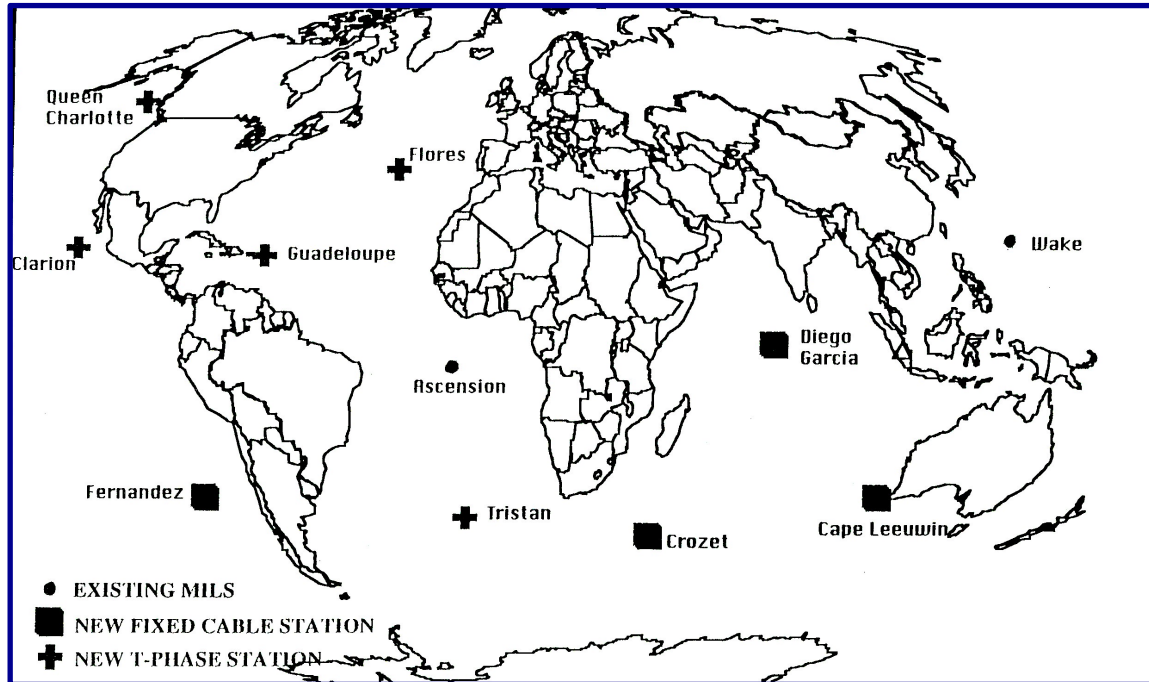 Queen
Charlotte
Flores
Clarion
Guadeloupe
Wake
Diego
Garcia
Ascension
Fernandez
Tristan
Crozet
Cape Leeuwin
EXISTING MILS
NEW FIXED CABLE STATION
NEW T-PHASE STATION